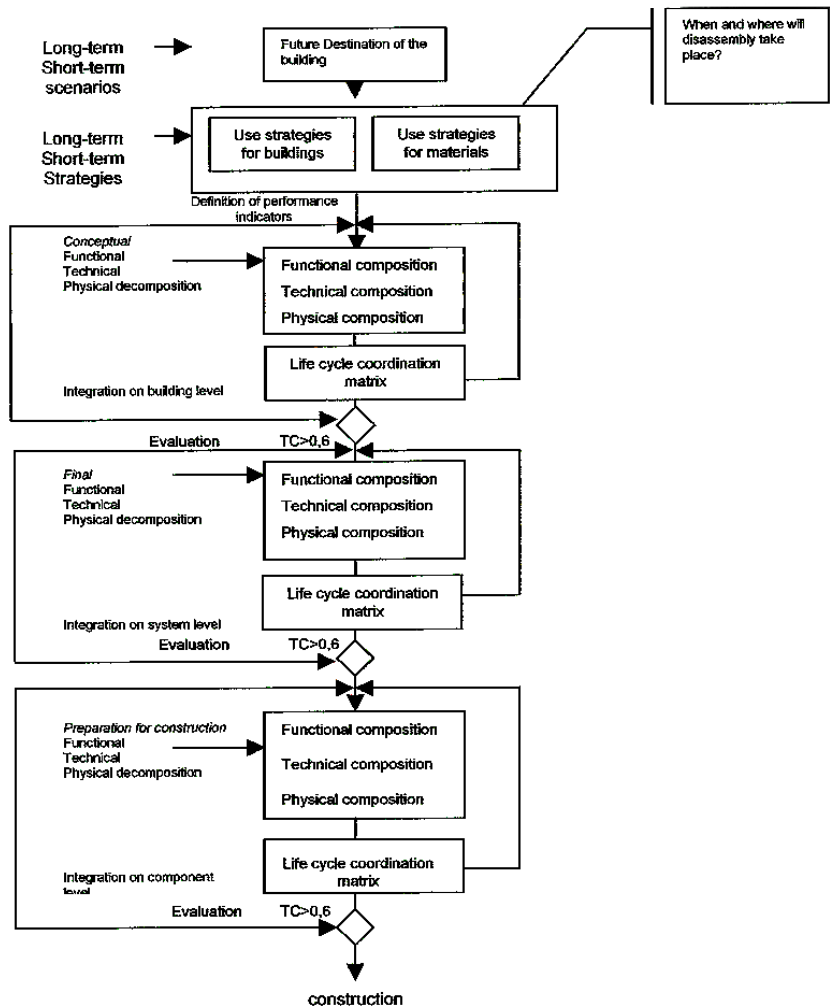 Long-term
Short-term
scenarios
Future Destination of the
building
When and where will
disassembly take
place?
Long-term
Short-term
Strategies
Use strategies
for buildings
Use strategies
for materials
Definition of performance
indicators
Conceptual
Functional
Technical
Physical decomposition
Functional composition
Technical composition
Physical composition
Life cycle coordination
matrix
Integration on building level
Evaluation TC>0,6
Final
Functional
Technical
Physical decomposition
Functional composition
Technical composition
Physical composition
Life cycle coordination
matrix
Integration on system level
Evaluation TC>0,6
Preparation for construction
Functional
Technical
Physical decomposition
Functional composition
Technical composition
Physical composition
Life cycle coordination
matrix
Integration on component
level
Evaluation TC>0,6
construction